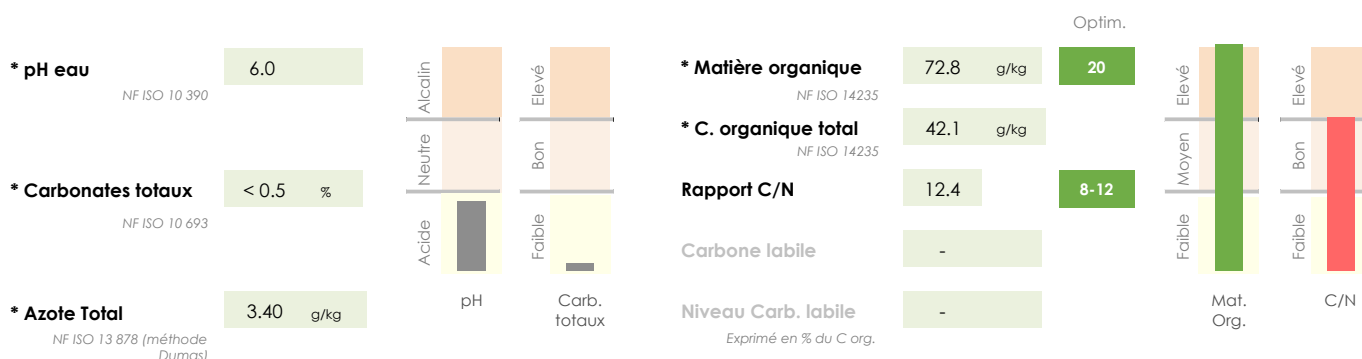 * pH eau 6.0
NF ISO 10 390
* Carbonates totaux < 0.5 %
NF ISO 10 693
* Azote Total 3.40 g/kg
NF ISO 13 878 (méthode
Dumas)
Alcalin
Neutre
Acide
pH
Elevé
Bon
Faible
Carb.
totaux
Optim.
* Matière organique 72.8 g/kg 20
NF ISO 14235
* C. organique total 42.1 g/kg
NF ISO 14235
Rapport C/N 12.4 8-12
Carbone labile -
Niveau Carb. labile -
Exprimé en % du C org.
Elevé
Moyen
Faible
Mat.
Org.
Elevé
Bon
Faible
C/N